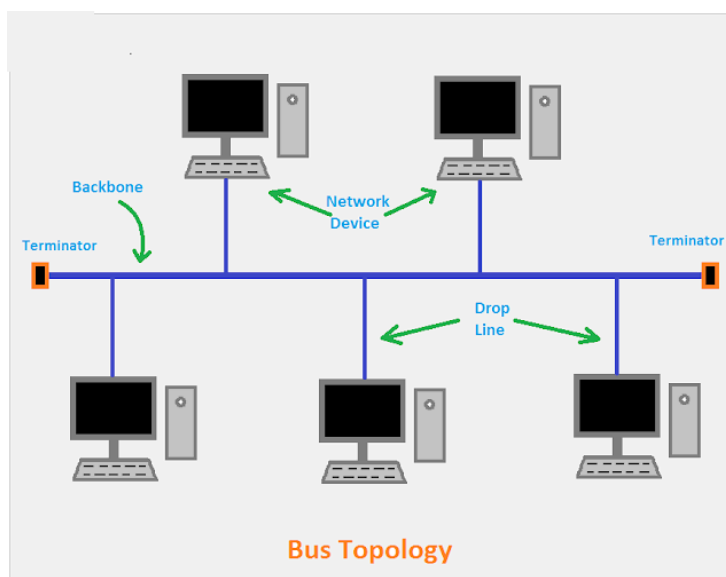 Backbone
Network
Device
Terminator
Terminator
Drop
Line
Bus Topology